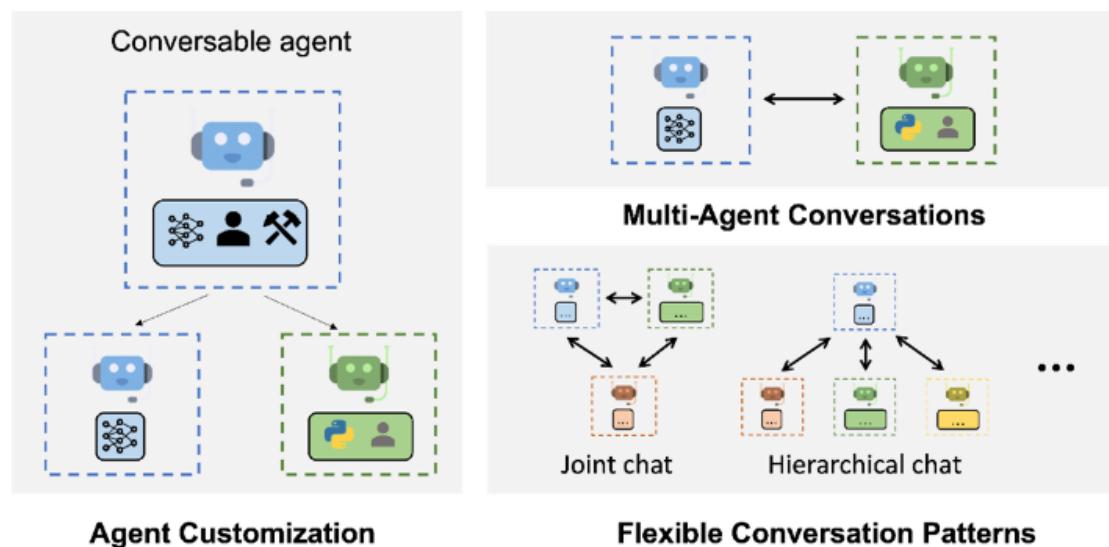 Conversable agent
Agent Customization
Multi-Agent Conversations
Joint chat
Hierarchical chat
...
Flexible Conversation Patterns